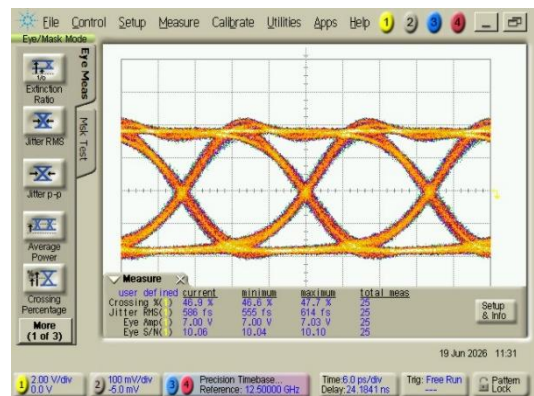 File Control Setup Measure Calibrate Utilities Apps Help 1 2 3 4
Eye/Mask Mode
Eye Meas
Msk Test
Extinction
Ratio
Jitter RMS
Jitter p-p
Average
Power
Crossing
Percentage
More
(1 of 3)
Measure
user defined current minimum maximum total meas
Crossing %(1) 46.9 % 46.6 % 47.7 % 25
Jitter RMS(1) 586 fs 555 fs 614 fs 25
Eye Amp(1) 7.00 V 7.00 V 7.03 V 25
Eye S/N(1) 10.06 10.04 10.10 25
Setup
& Info
19 Jun 2026 11:31
1 2.00 V/div
0.0 V
2 100 mV/div
-5.0 mV
3 4 Precision Timebase...
Reference: 12.50000 GHz
Time:6.0 ps/div
Delay:24.1841 ns
Trig: Free Run
---
Pattern
Lock